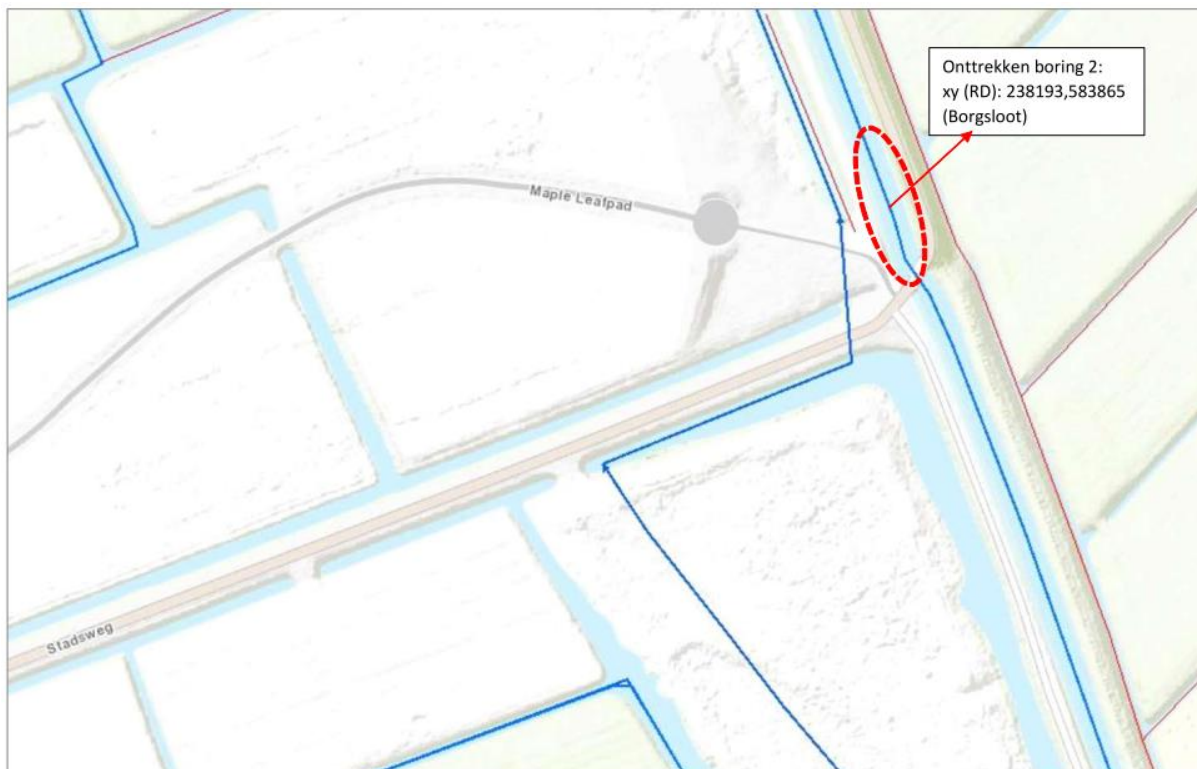 Onttrekken boring 2:
xy (RD): 238193,583865
(Borgsloot)
Maple Leafpad
Stadsweg